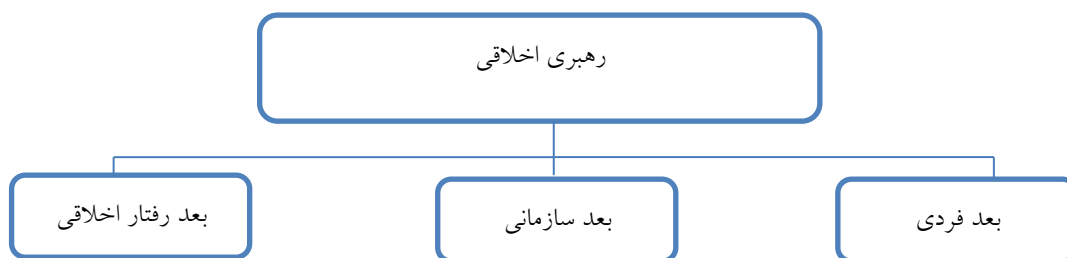 رهبری اخلاقی
بعد فردی
بعد سازمانی
بعد رفتار اخلاقی